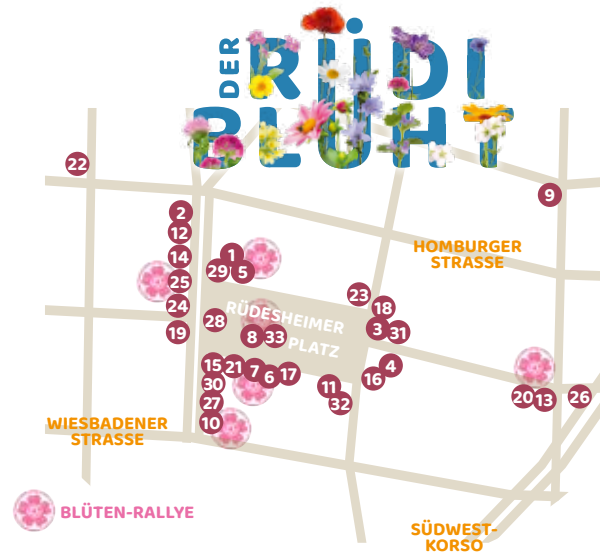 DER
RÜDI
BLÜHT
22
9
2
12
14
25
24
19
1
29
5
HOMBURGER
STRASSE
23
18
3
31
28
RÜDESHEIMER
PLATZ
8
33
4
16
15
21
7
6
17
30
27
10
11
32
20
13
26
WIESBADENER
STRASSE
BLÜTEN-RALLYE
SÜDWEST-
KORSO